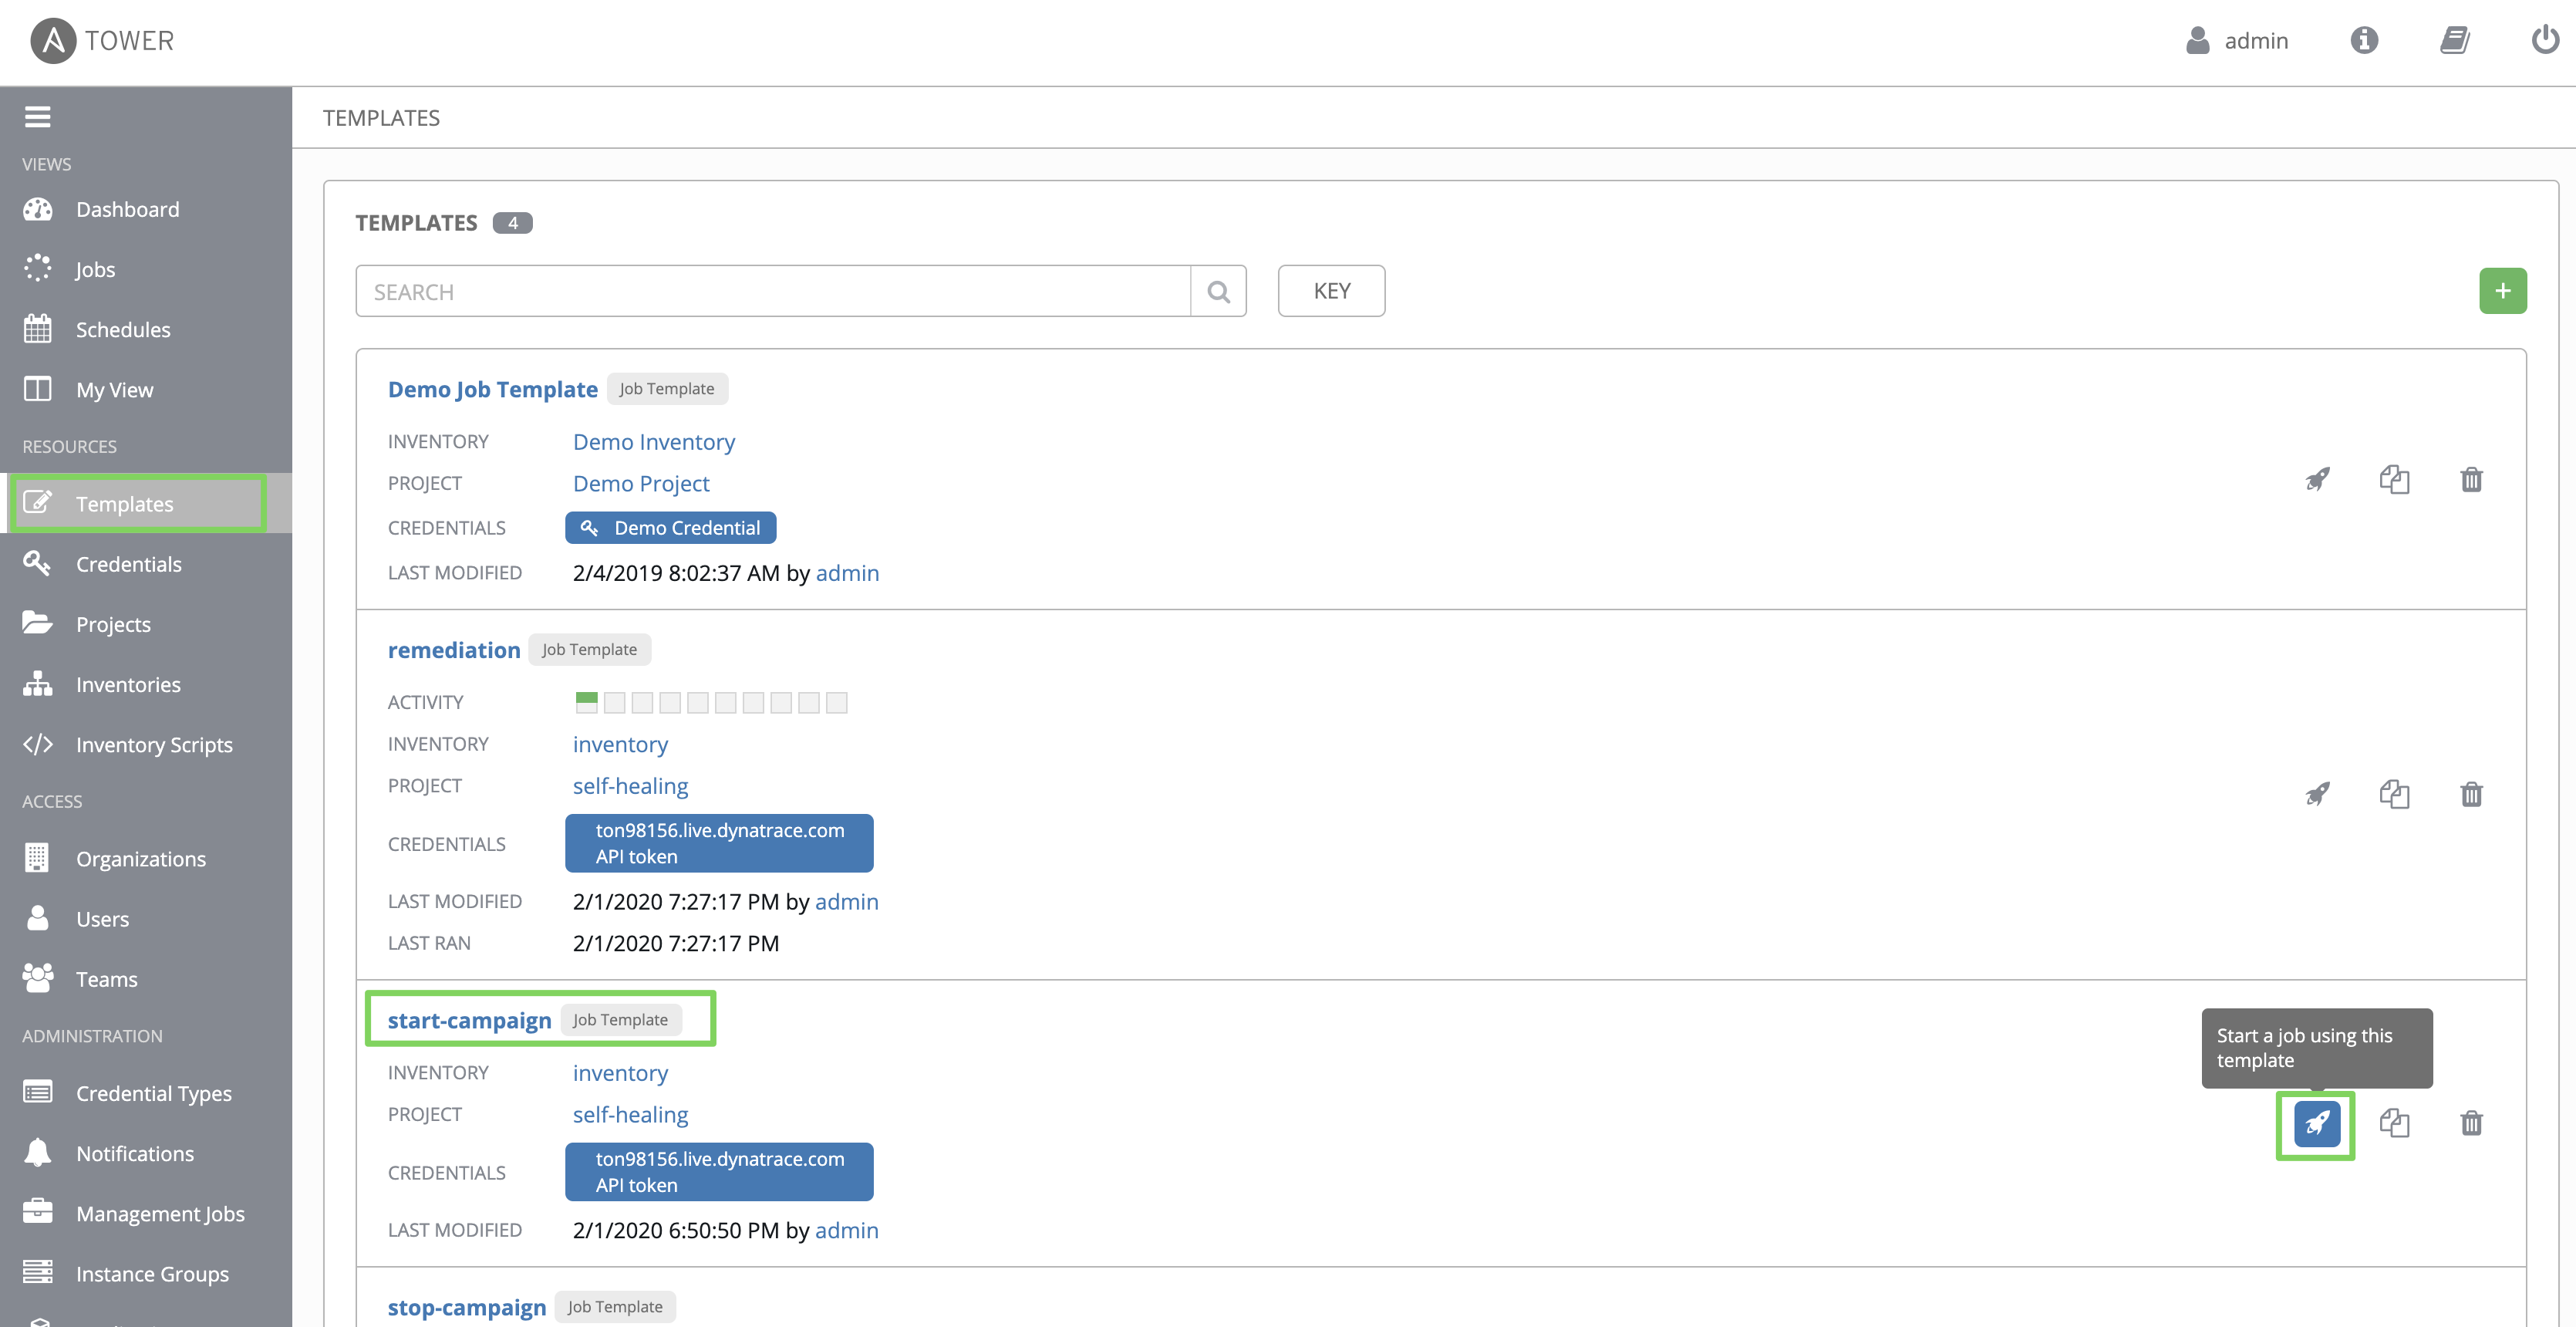 TOWER
admin
TEMPLATES
VIEWS
Dashboard
Jobs
Schedules
My View
RESOURCES
Templates
Credentials
Projects
Inventories
Inventory Scripts
ACCESS
Organizations
Users
Teams
ADMINISTRATION
Credential Types
Notifications
Management Jobs
Instance Groups
TEMPLATES 4
SEARCH
KEY
+
Demo Job Template Job Template
INVENTORY Demo Inventory
PROJECT Demo Project
CREDENTIALS Demo Credential
LAST MODIFIED 2/4/2019 8:02:37 AM by admin
remediation Job Template
ACTIVITY
INVENTORY inventory
PROJECT self-healing
CREDENTIALS ton98156.live.dynatrace.com
API token
LAST MODIFIED 2/1/2020 7:27:17 PM by admin
LAST RAN 2/1/2020 7:27:17 PM
start-campaign Job Template
INVENTORY inventory
PROJECT self-healing
CREDENTIALS ton98156.live.dynatrace.com
API token
LAST MODIFIED 2/1/2020 6:50:50 PM by admin
Start a job using this
template
stop-campaign Job Template